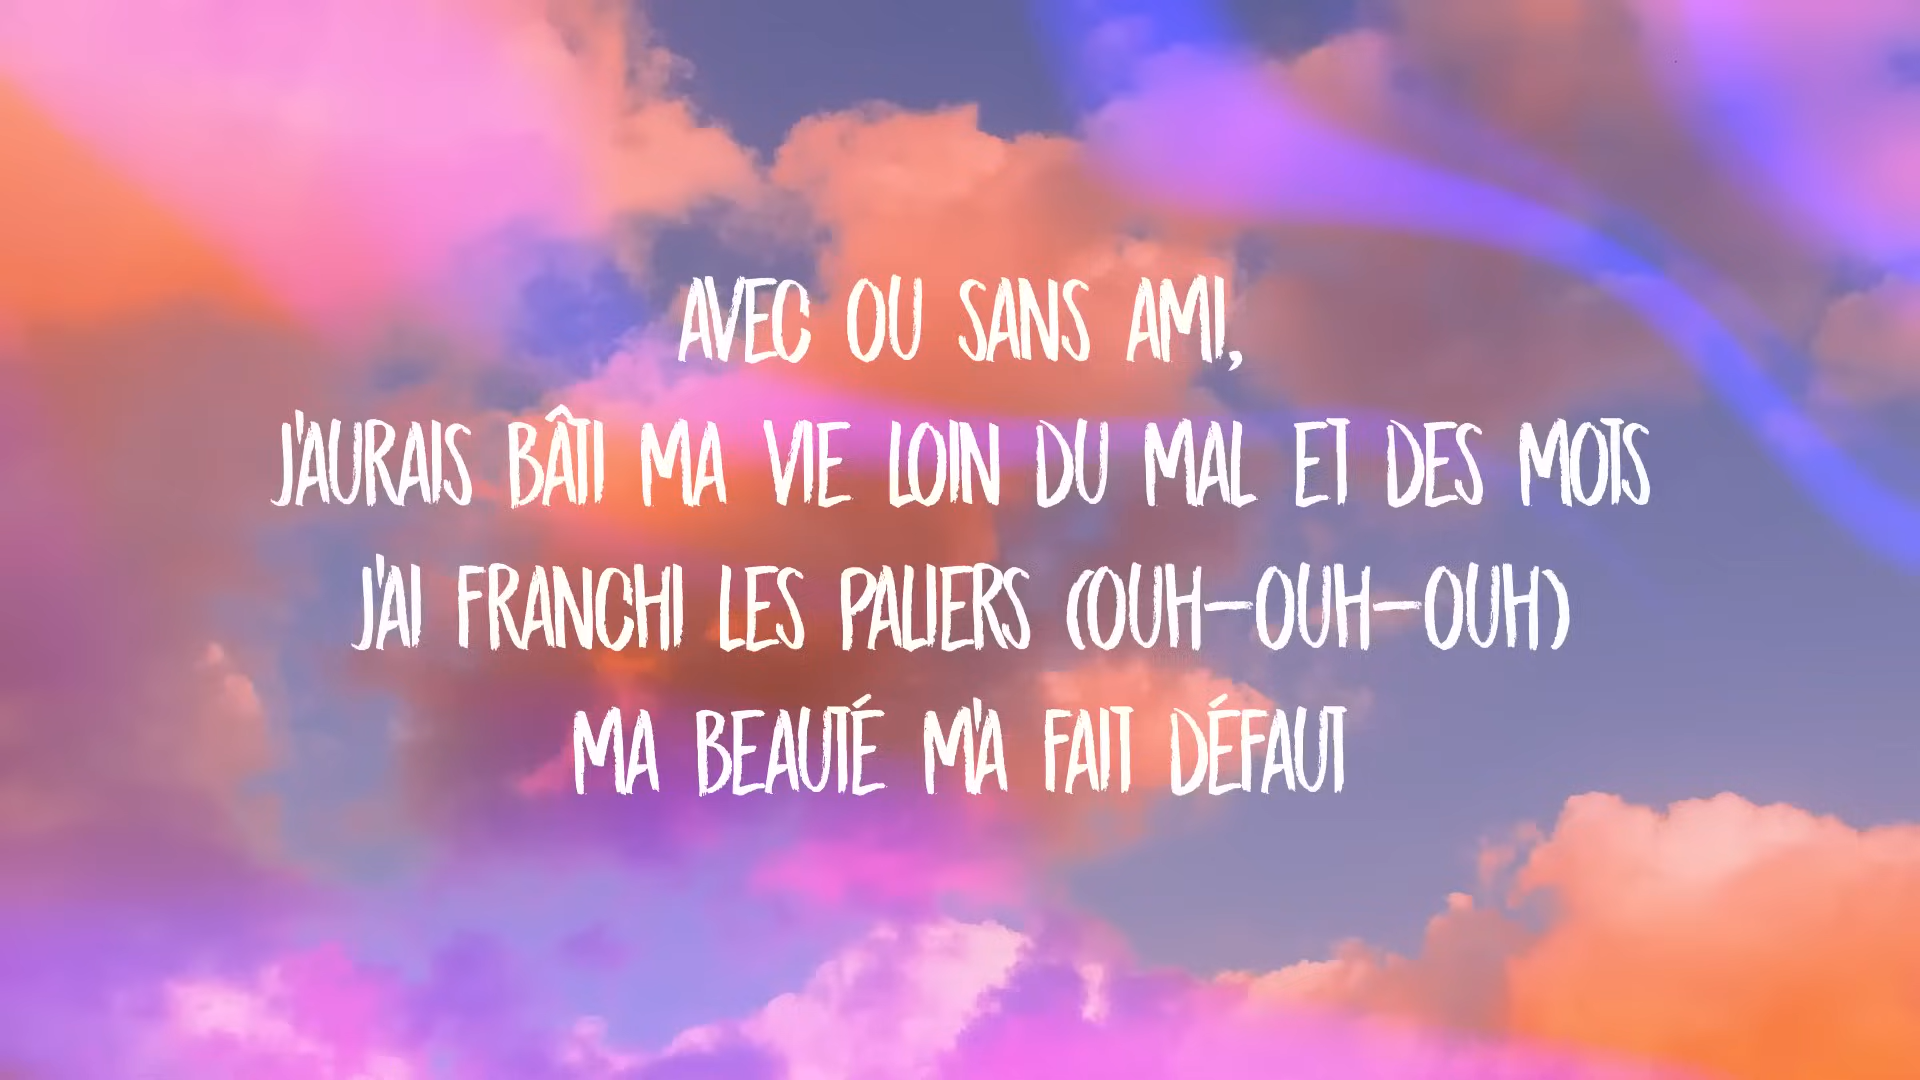 AVEC OU SANS AMI,
J'AURAIS BÂTI MA VIE LOIN DU MAL ET DES MOTS
J'AI FRANCHI LES PALIERS (OUH-OUH-OUH)
MA BEAUTÉ M'A FAIT DÉFAUT